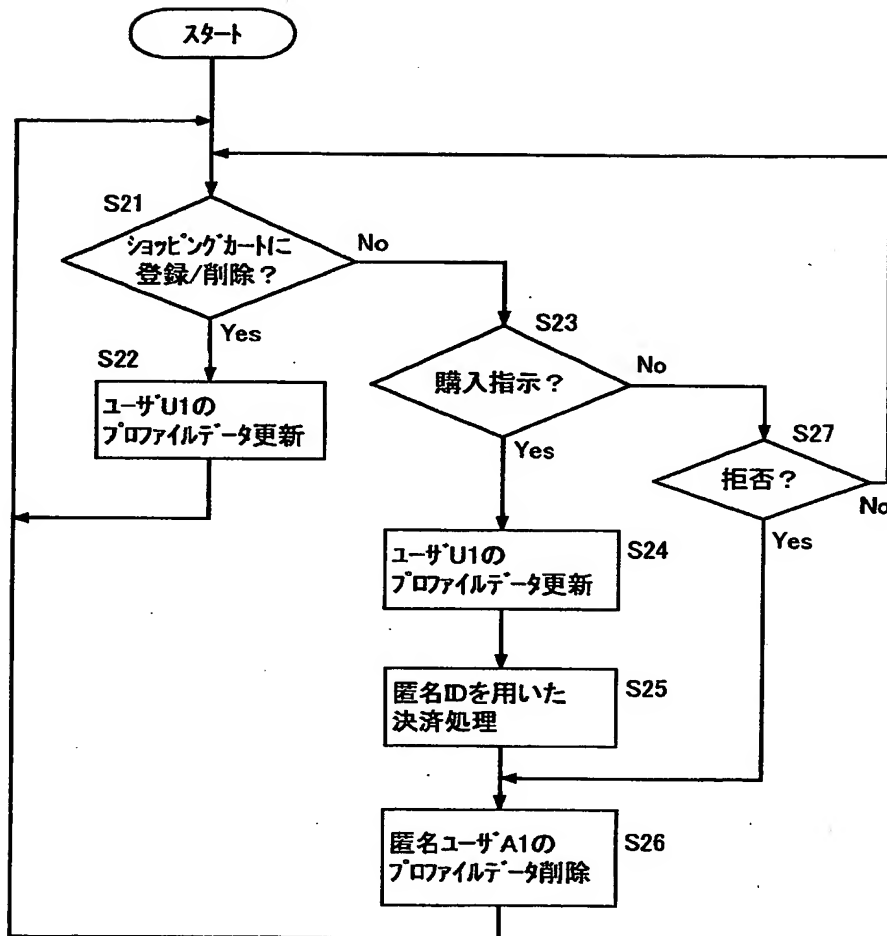 スタート
S21
ショッピングカートに
登録/削除？
No
Yes
S22
ユーザU1の
プロファイルデータ更新
S23
購入指示？
No
Yes
S27
拒否？
No
Yes
ユーザU1の
プロファイルデータ更新
S24
匿名IDを用いた
決済処理
S25
匿名ユーザA1の
プロファイルデータ削除
S26